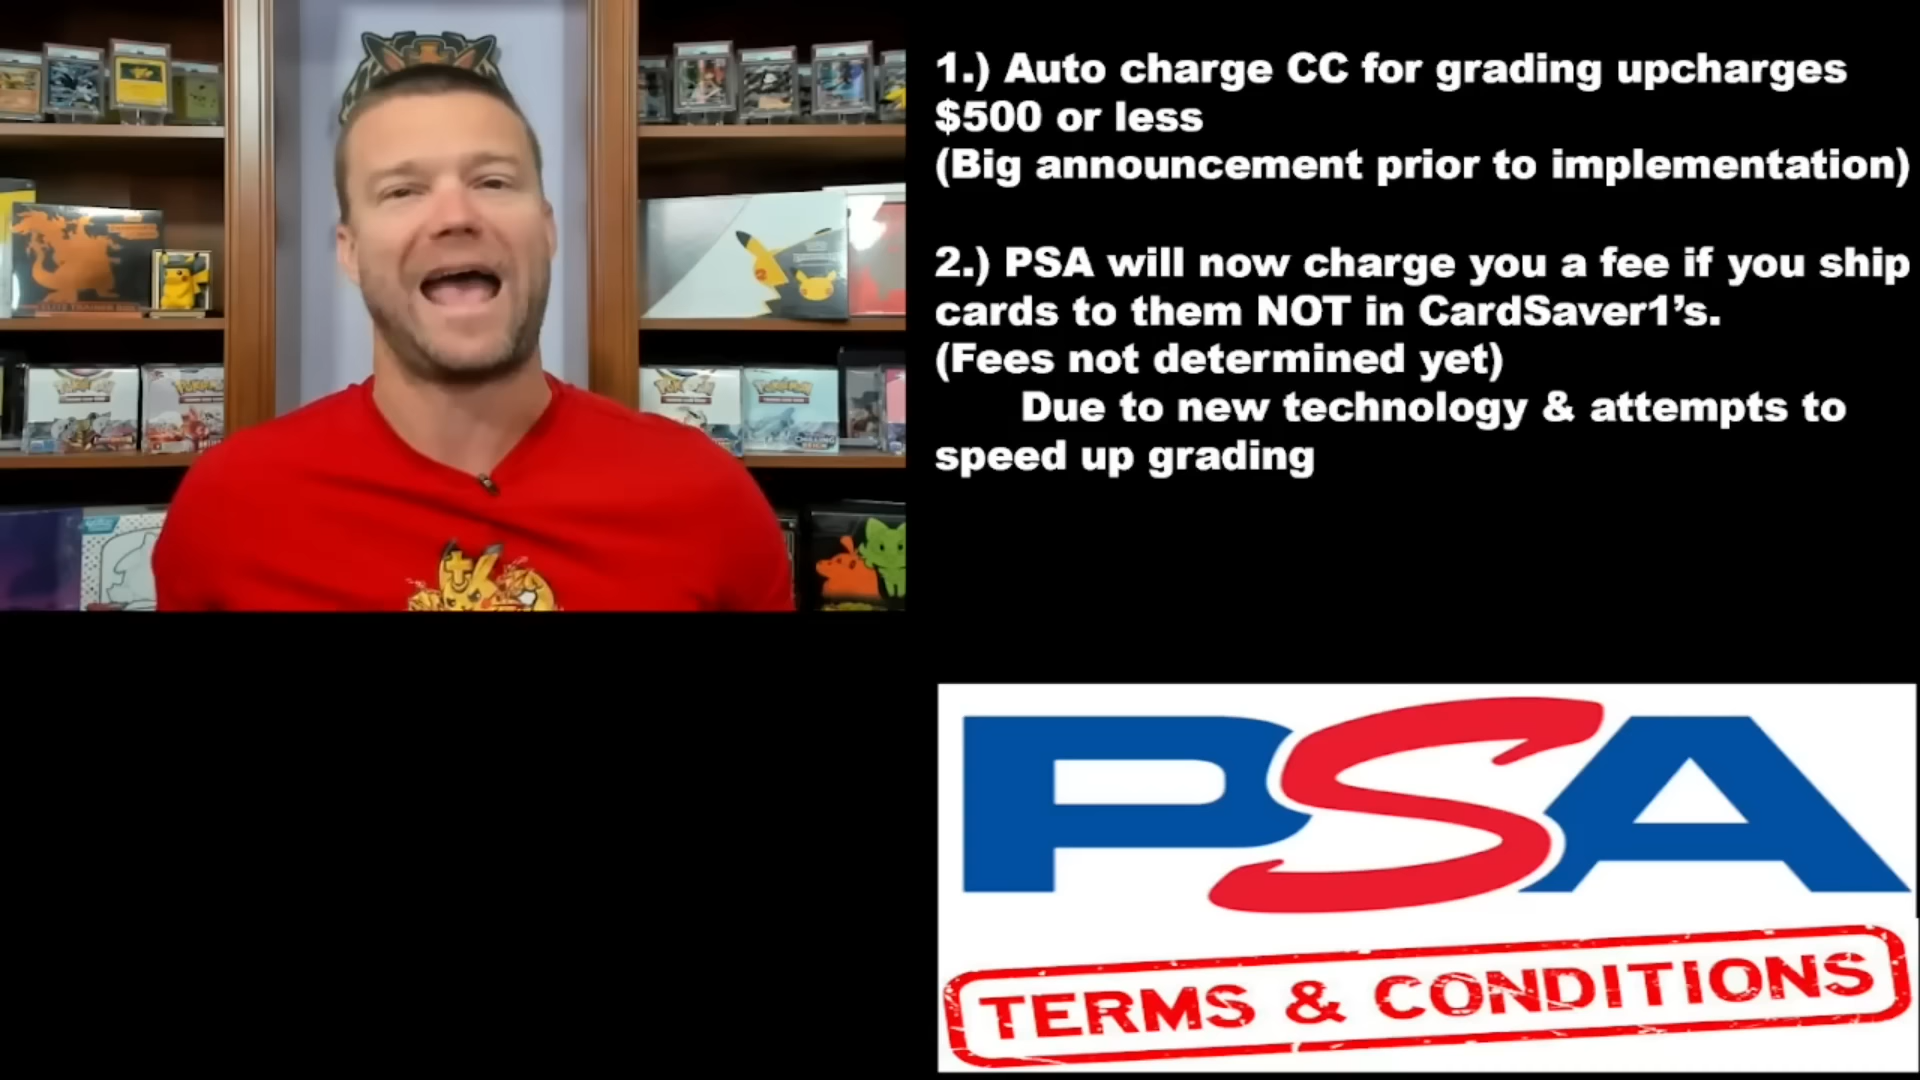 1.) Auto charge CC for grading upcharges
$500 or less
(Big announcement prior to implementation)
2.) PSA will now charge you a fee if you ship
cards to them NOT in CardSaver1’s.
(Fees not determined yet)
Due to new technology & attempts to
speed up grading
PSA
TERMS & CONDITIONS